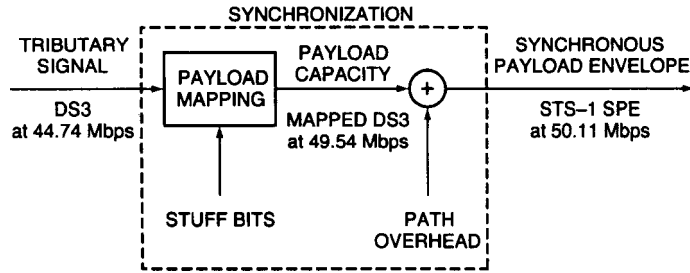 SYNCHRONIZATION
TRIBUTARY
SIGNAL
DS3
at 44.74 Mbps
PAYLOAD
MAPPING
STUFF BITS
PAYLOAD
CAPACITY
MAPPED DS3
at 49.54 Mbps
+
PATH
OVERHEAD
SYNCHRONOUS
PAYLOAD ENVELOPE
STS–1 SPE
at 50.11 Mbps